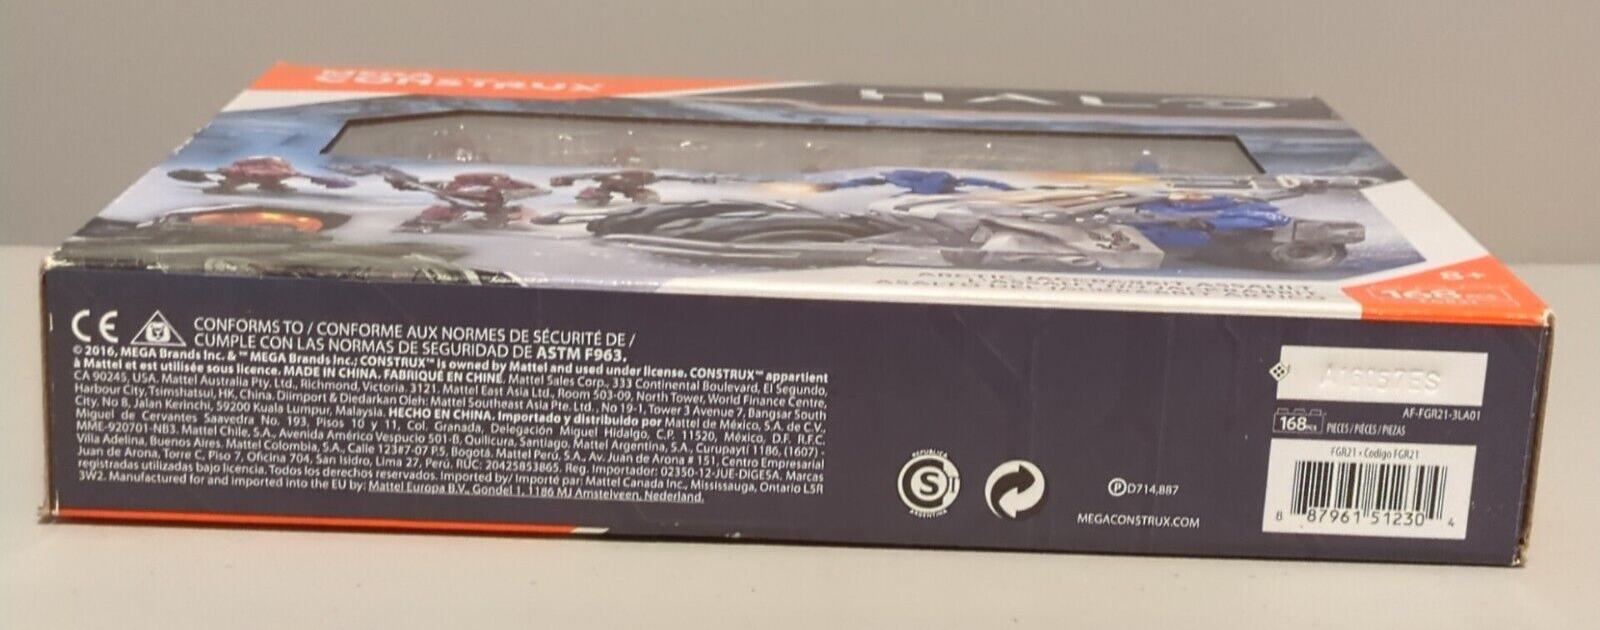 MEGA
CONSTRUX
HALO
8+
168
CE
CONFORMS TO / CONFORME AUX NORMES DE SÉCURITÉ DE /
CUMPLE CON LAS NORMAS DE SEGURIDAD DE ASTM F963.
© 2016, MEGA Brands Inc. & ™ MEGA Brands Inc.; CONSTRUX™ is owned by Mattel and used under license. CONSTRUX™ appartient
à Mattel et est utilisée sous licence. MADE IN CHINA. FABRIQUÉ EN CHINE. Mattel Sales Corp., 333 Continental Boulevard, El Segundo,
CA 90245, USA. Mattel Australia Pty. Ltd., Richmond, Victoria. 3121. Mattel East Asia Ltd., Room 503-09, North Tower, World Finance Centre,
Harbour City, Tsimshatsui, HK, China. Diimport & Diedarkan Oleh: Mattel Southeast Asia Pte. Ltd., No 19-1, Tower 3 Avenue 7, Bangsar South
City, No 8, Jalan Kerinchi, 59200 Kuala Lumpur, Malaysia. HECHO EN CHINA. Importado y distribuido por Mattel de México, S.A. de C.V.,
Miguel de Cervantes Saavedra No. 193, Pisos 10 y 11, Col. Granada, Delegación Miguel Hidalgo, C.P. 11520, México, D.F. R.F.C.
MME-920701-NB3. Mattel Chile, S.A., Avenida Américo Vespucio 501-B, Quilicura, Santiago. Mattel Argentina, S.A., Curupaytí 1186, (1607) -
Villa Adelina, Buenos Aires. Mattel Colombia, S.A., Calle 123#7-07 P.5, Bogotá. Mattel Perú, S.A., Av. Juan de Arona # 151, Centro Empresarial
Juan de Arona, Torre C, Piso 7, Oficina 704, San Isidro, Lima 27, Perú, RUC: 20425853865. Reg. Importador: 02350-12-JUE-DIGESA. Marcas
registradas utilizadas bajo licencia. Todos los derechos reservados. Imported by/ Importé par: Mattel Canada Inc., Mississauga, Ontario L5R
3W2. Manufactured for and imported into the EU by: Mattel Europa B.V., Gondel 1, 1186 MJ Amstelveen, Nederland.
REPÚBLICA
S
ARGENTINA
Ⓟ D714,887
MEGACONSTRUX.COM
AF-FGR21-3LA01
168 PCS PIECES / PIÈCES / PIEZAS
FGR21 • Codigo FGR21
8 87961 51230 4